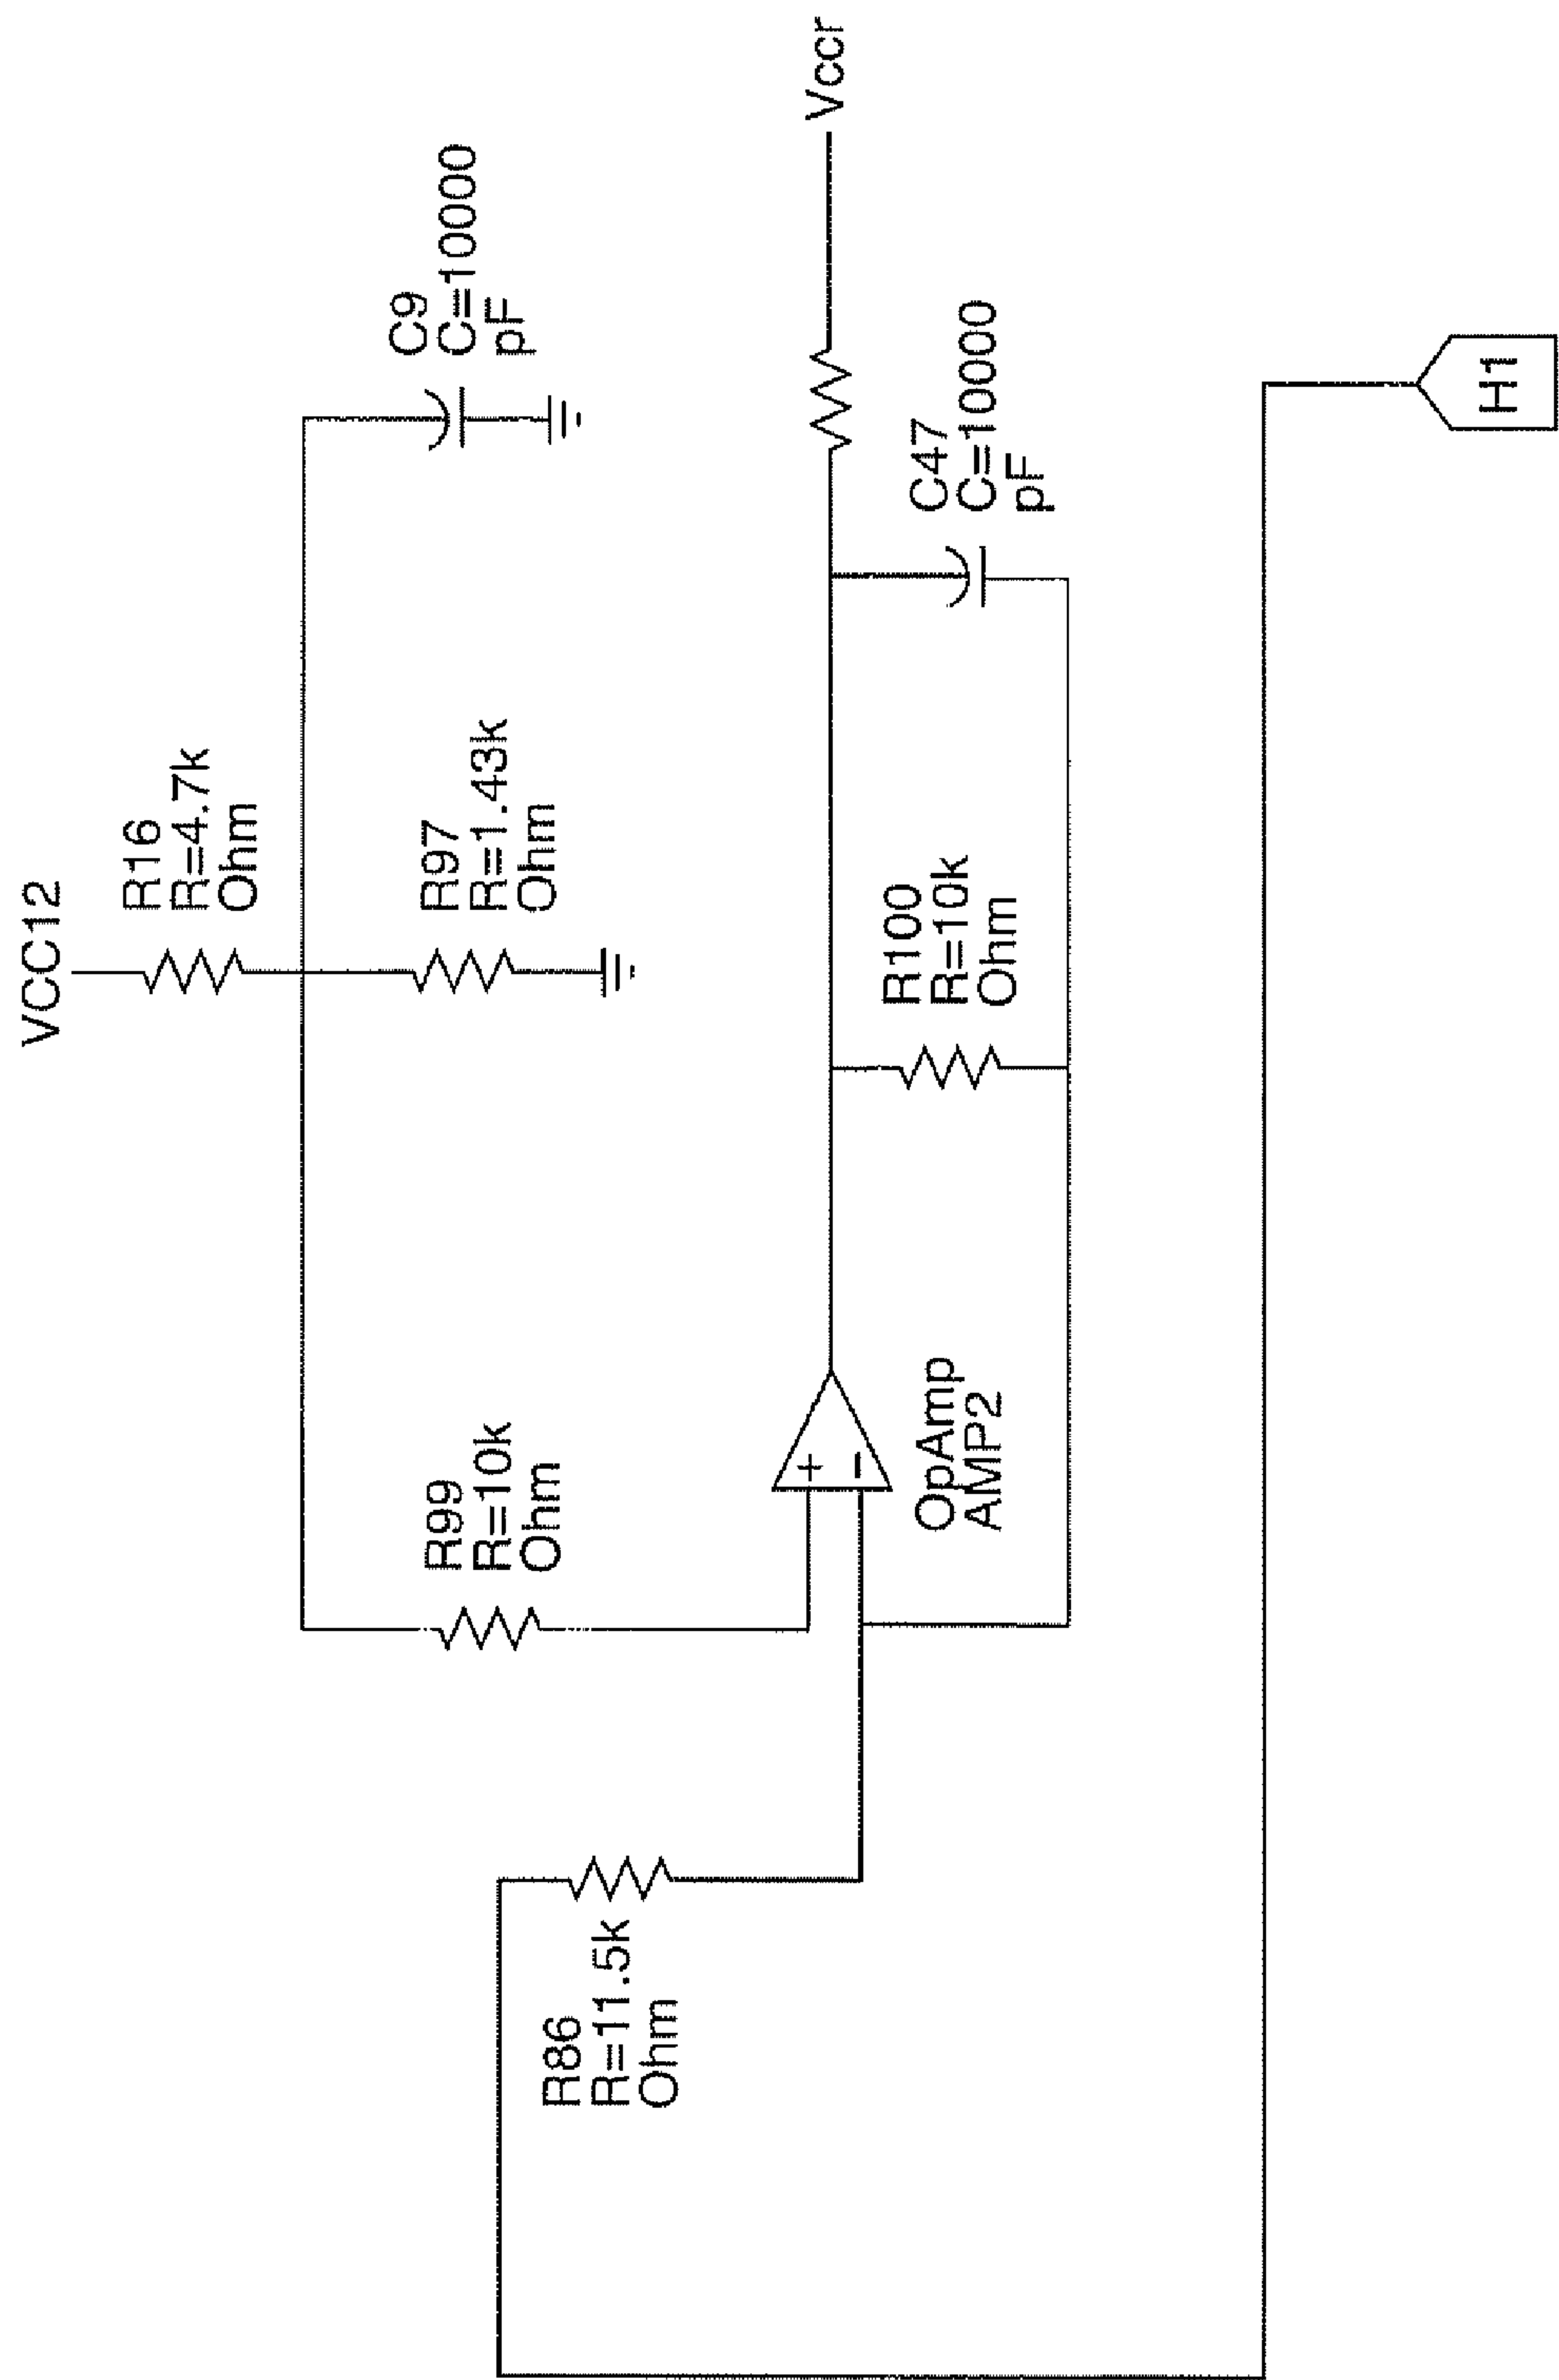 VCC12
R16
R=4.7k
Ohm
R97
R=1.43k
Ohm
C9
C=10000
pF
R99
R=10k
Ohm
R86
R=11.5k
Ohm
+
−
OpAmp
AMP2
R100
R=10k
Ohm
C47
C=10000
pF
Vccr
H1